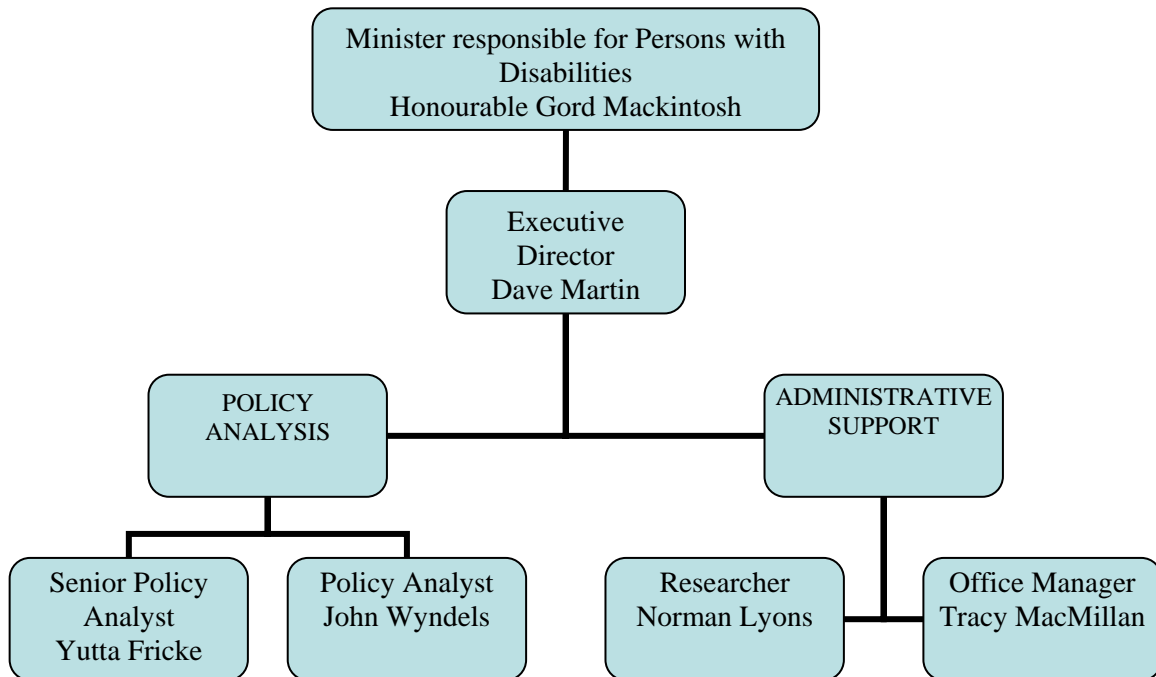 Minister responsible for Persons with
Disabilities
Honourable Gord Mackintosh
Executive
Director
Dave Martin
POLICY
ANALYSIS
ADMINISTRATIVE
SUPPORT
Senior Policy
Analyst
Yutta Fricke
Policy Analyst
John Wyndels
Researcher
Norman Lyons
Office Manager
Tracy MacMillan